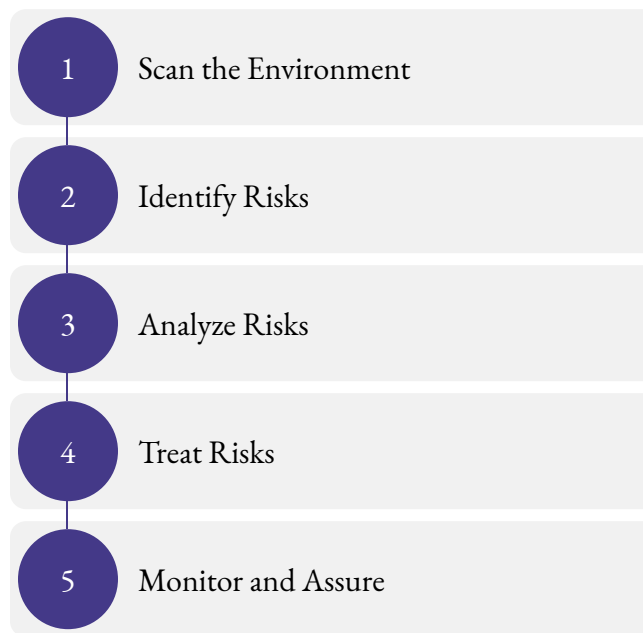 1 Scan the Environment
2 Identify Risks
3 Analyze Risks
4 Treat Risks
5 Monitor and Assure